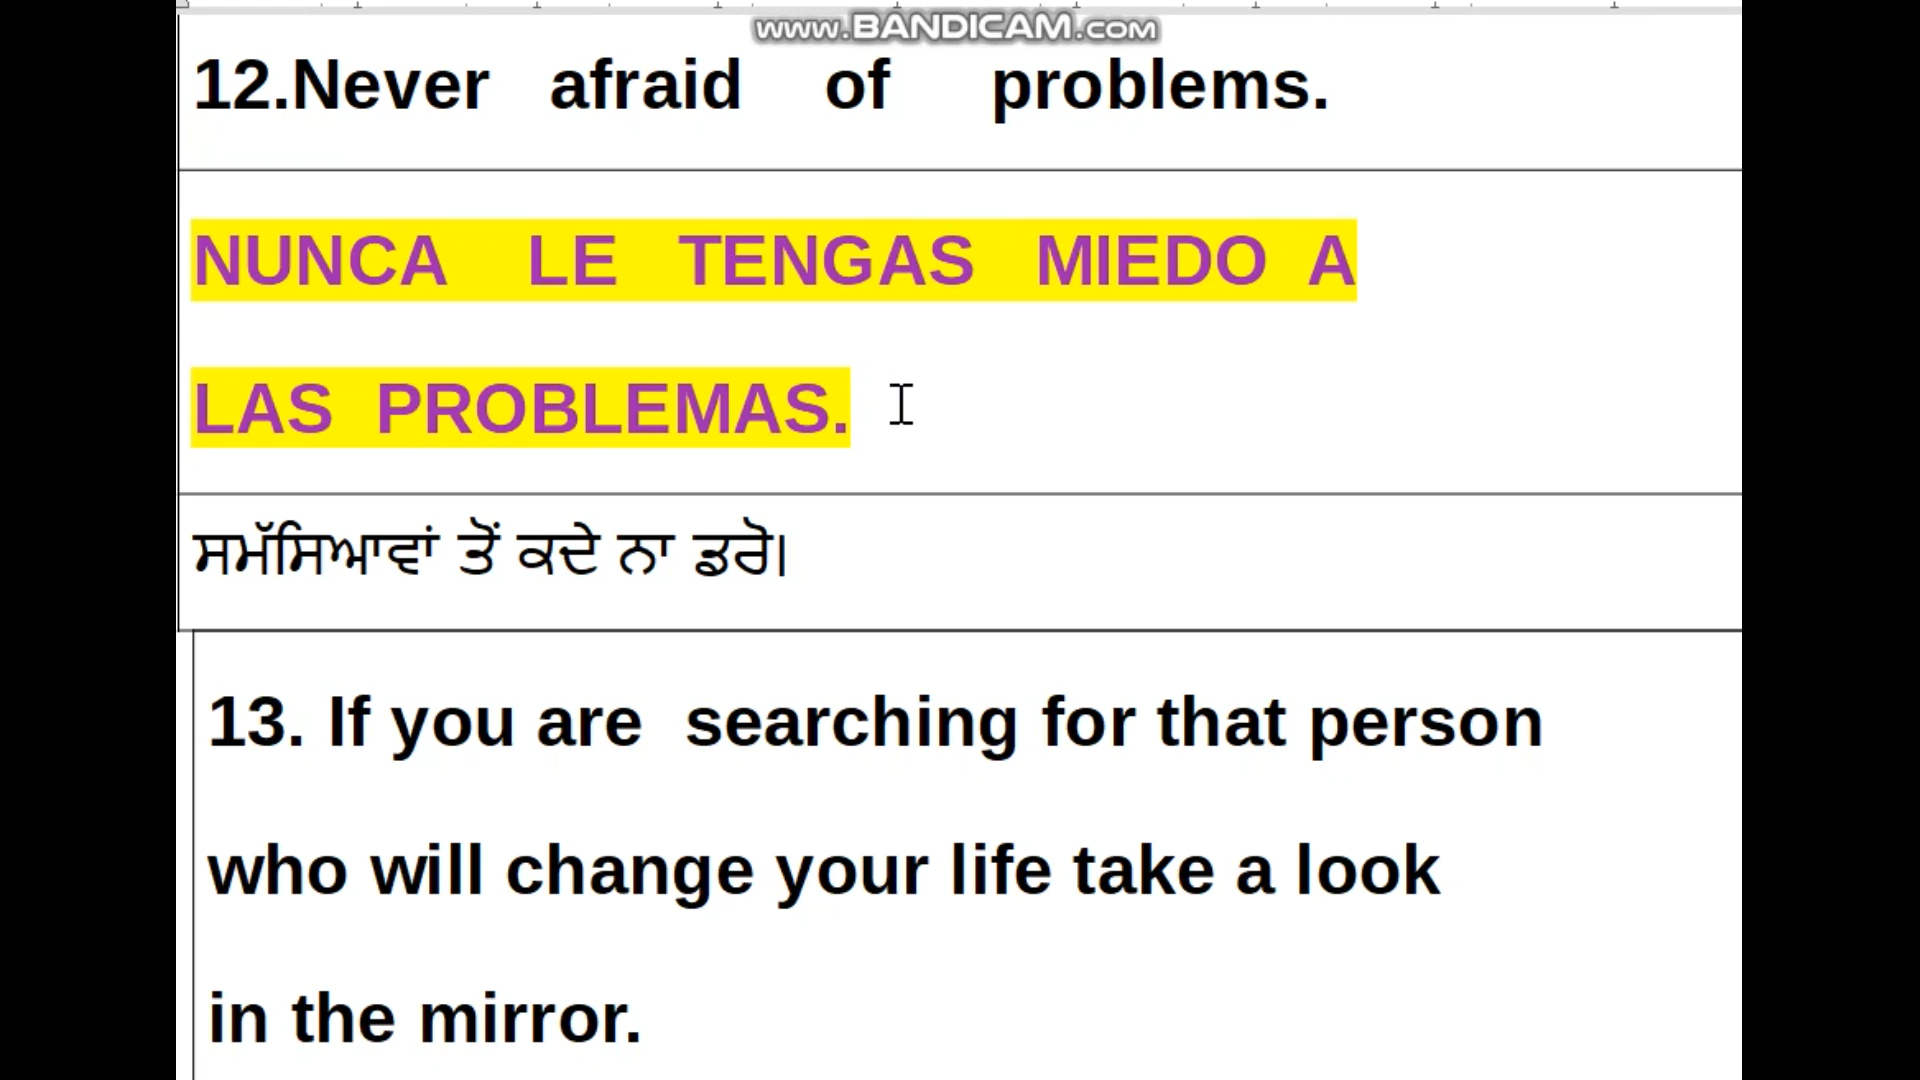 www.BANDICAM.com
12.Never afraid of problems.
NUNCA LE TENGAS MIEDO A
LAS PROBLEMAS.
ਸਮੱਸਿਆਵਾਂ ਤੋਂ ਕਦੇ ਨਾ ਡਰੋ।
13. If you are searching for that person
who will change your life take a look
in the mirror.